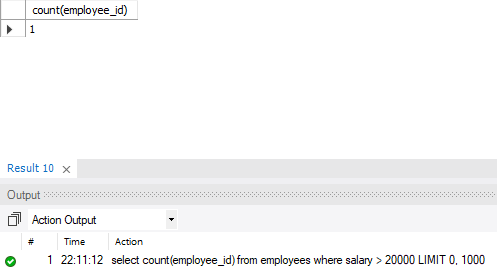 count(employee_id)
1
Result 10
Output
Action Output
# Time Action
1 22:11:12 select count(employee_id) from employees where salary > 20000 LIMIT 0, 1000